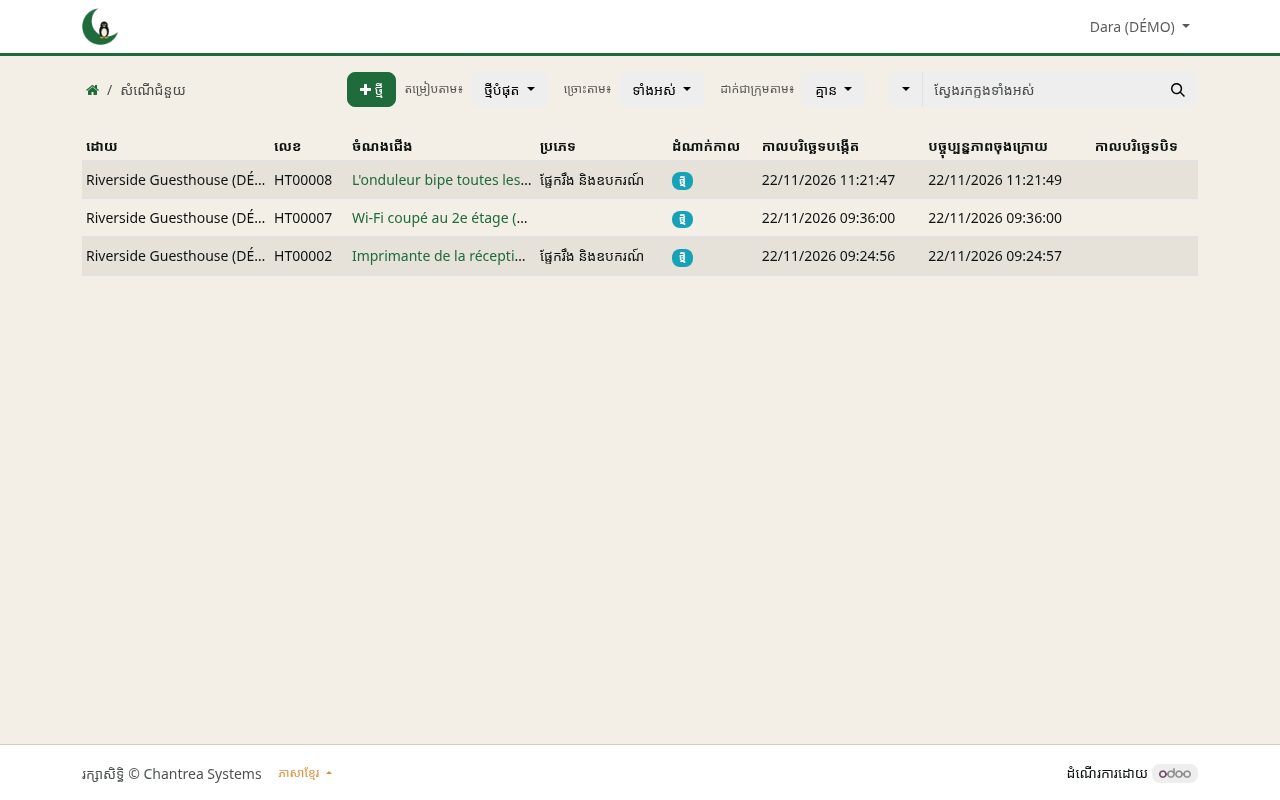 Dara (DÉMO)
/ សំណើជំនួយ
ថ្មី តម្រៀបតាម៖ ថ្មីបំផុត ច្រោះតាម៖ ទាំងអស់ ដាក់ជាក្រុមតាម៖ គ្មាន ស្វែងរកក្នុងទាំងអស់
ដោយ លេខ ចំណងជើង ប្រភេទ ដំណាក់កាល កាលបរិច្ឆេទបង្កើត បច្ចុប្បន្នភាពចុងក្រោយ កាលបរិច្ឆេទបិទ
Riverside Guesthouse (DÉ... HT00008 L'onduleur bipe toutes les... ផ្នែករឹង និងឧបករណ៍ ថ្មី 22/11/2026 11:21:47 22/11/2026 11:21:49
Riverside Guesthouse (DÉ... HT00007 Wi-Fi coupé au 2e étage (... ថ្មី 22/11/2026 09:36:00 22/11/2026 09:36:00
Riverside Guesthouse (DÉ... HT00002 Imprimante de la récepti... ផ្នែករឹង និងឧបករណ៍ ថ្មី 22/11/2026 09:24:56 22/11/2026 09:24:57
រក្សាសិទ្ធិ © Chantrea Systems ភាសាខ្មែរ ដំណើរការដោយ odoo